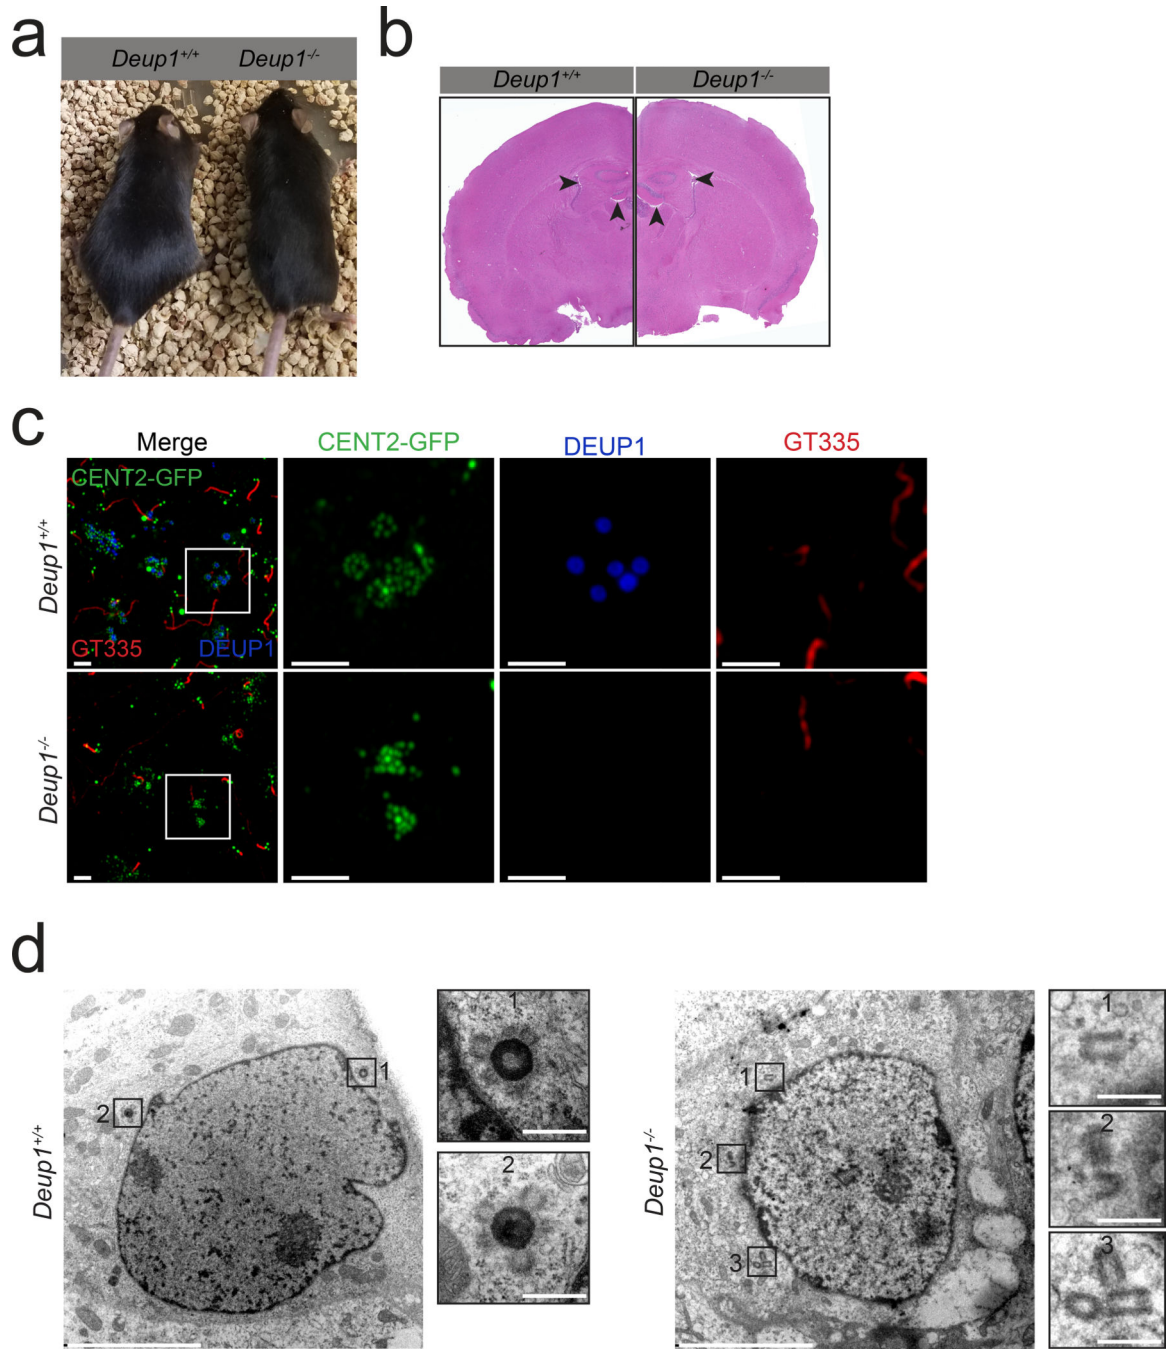 a
Deup1+/+ Deup1-/-
b
Deup1+/+ Deup1-/-
c
Merge CENT2-GFP DEUP1 GT335
Deup1+/+
CENT2-GFP
GT335 DEUP1
Deup1-/-
d
Deup1+/+
1
2
1
2
Deup1-/-
1
2
3
1
2
3